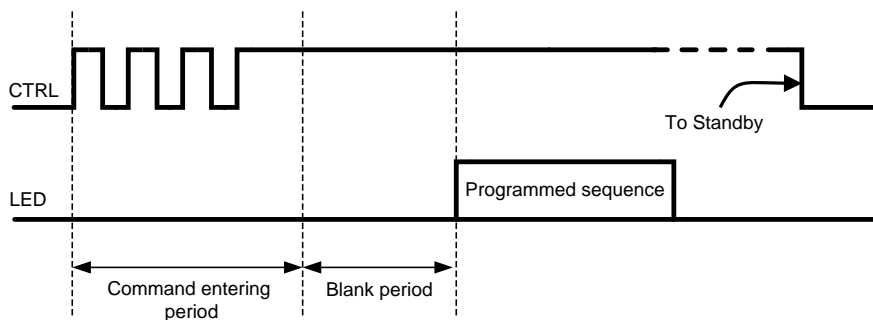 CTRL
To Standby
LED
Programmed sequence
Command entering
period
Blank period